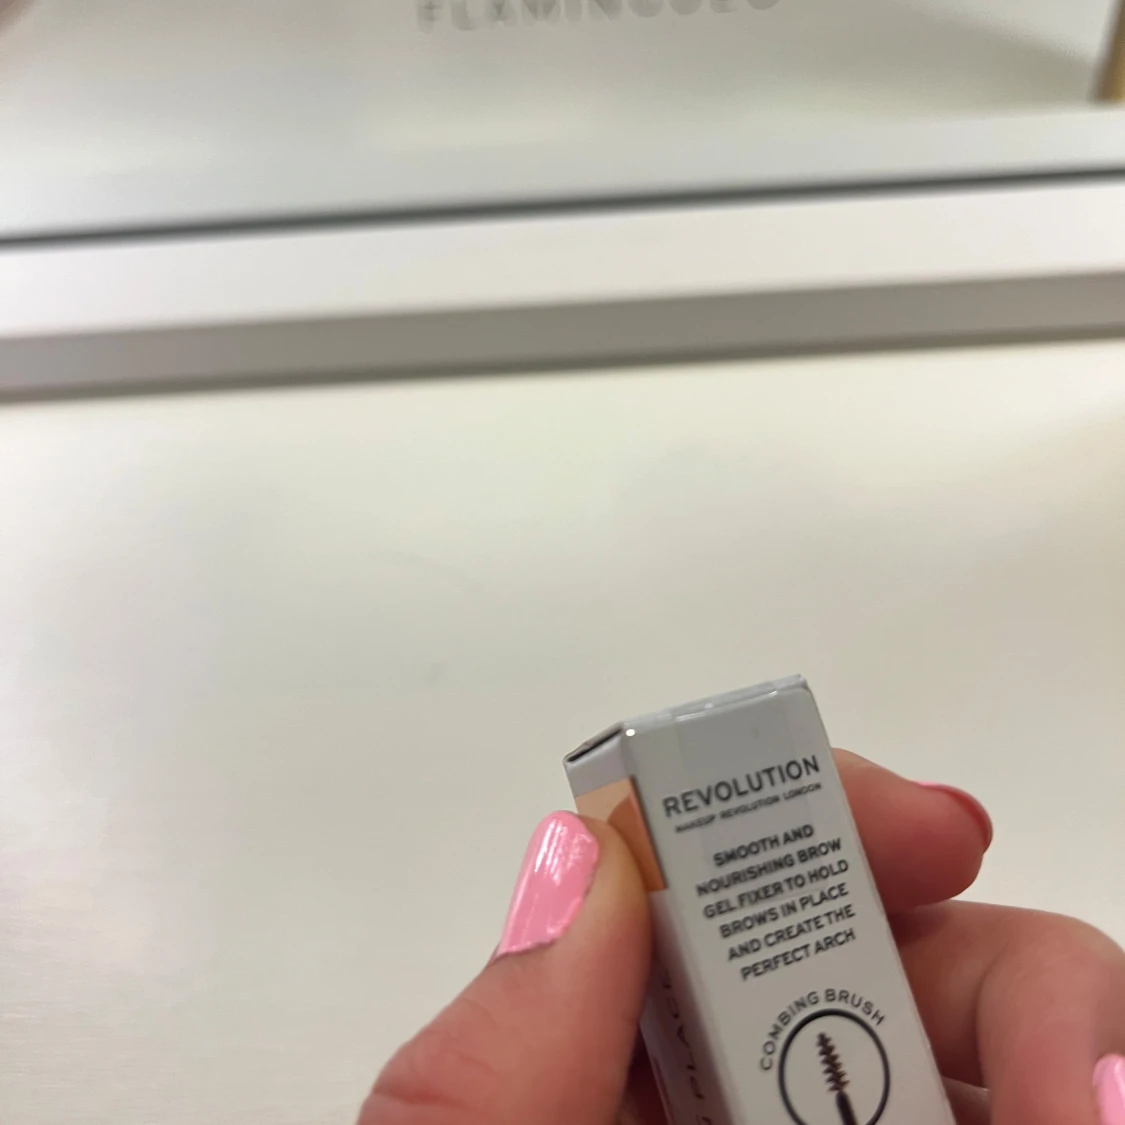 REVOLUTION
MAKEUP REVOLUTION LONDON
SMOOTH AND
NOURISHING BROW
GEL FIXER TO HOLD
BROWS IN PLACE
AND CREATE THE
PERFECT ARCH
COMBING BRUSH